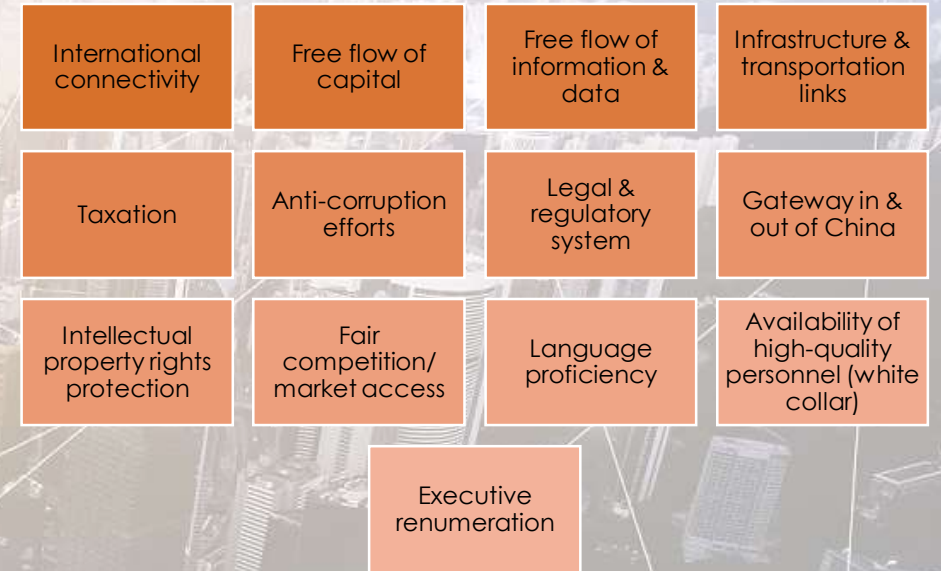 International
connectivity
Free flow of
capital
Free flow of
information &
data
Infrastructure &
transportation
links
Taxation
Anti-corruption
efforts
Legal &
regulatory
system
Gateway in &
out of China
Intellectual
property rights
protection
Fair
competition/
market access
Language
proficiency
Availability of
high-quality
personnel (white
collar)
Executive
renumeration